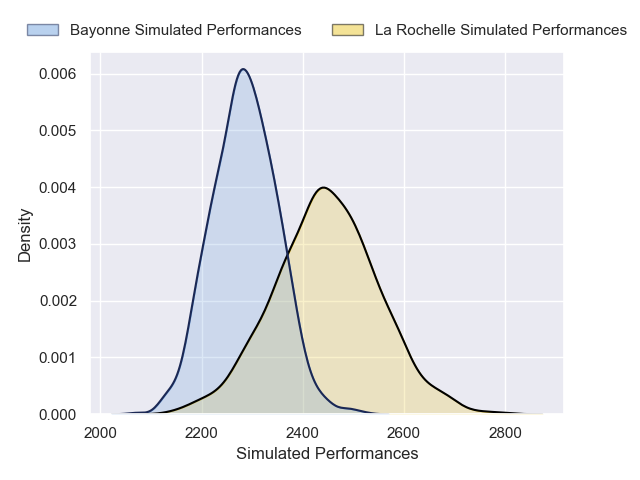 Bayonne Simulated Performances La Rochelle Simulated Performances
0.006
0.005
0.004
0.003
0.002
0.001
0.000
Density
2000 2200 2400 2600 2800
Simulated Performances